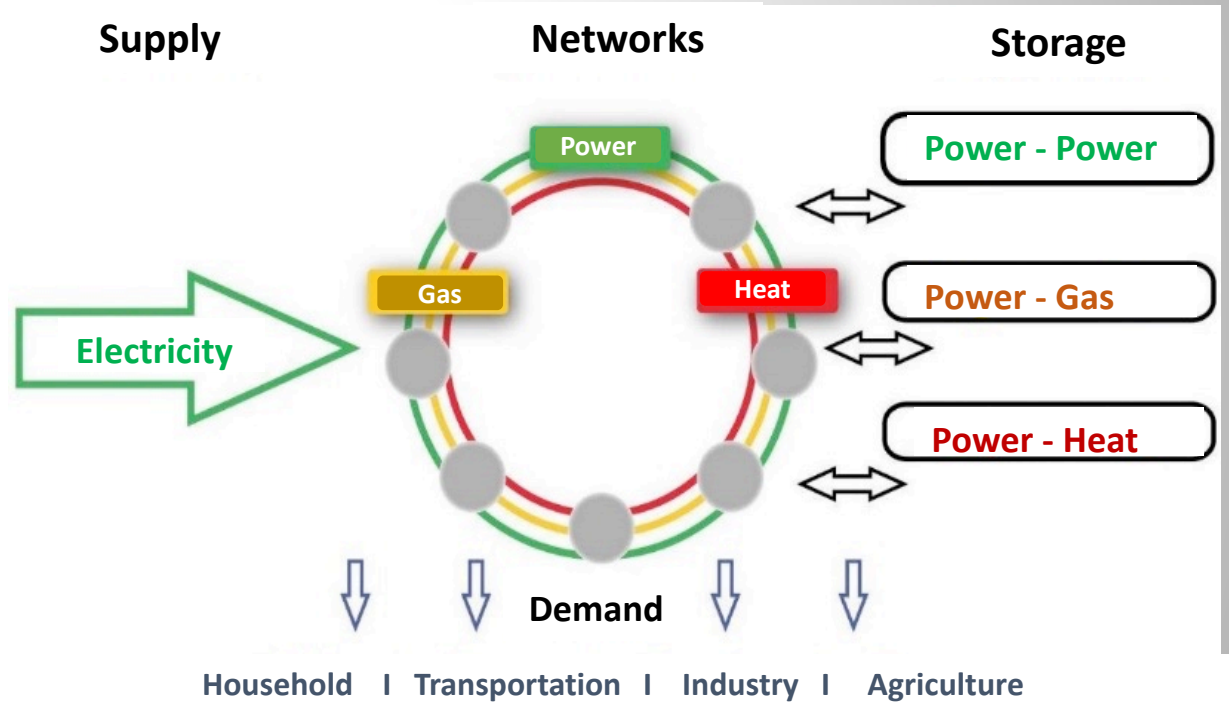 Supply Networks Storage
Power
Power - Power
Gas
Heat
Power - Gas
Electricity
Power - Heat
Demand
Household I Transportation I Industry I Agriculture